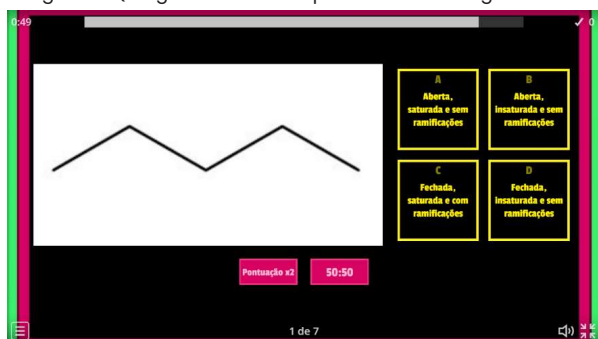 0:49
✓ 0
A
Aberta,
saturada e sem
ramificações
B
Aberta,
insaturada e sem
ramificações
C
Fechada,
saturada e com
ramificações
D
Fechada,
insaturada e sem
ramificações
Pontuação x2
50:50
1 de 7